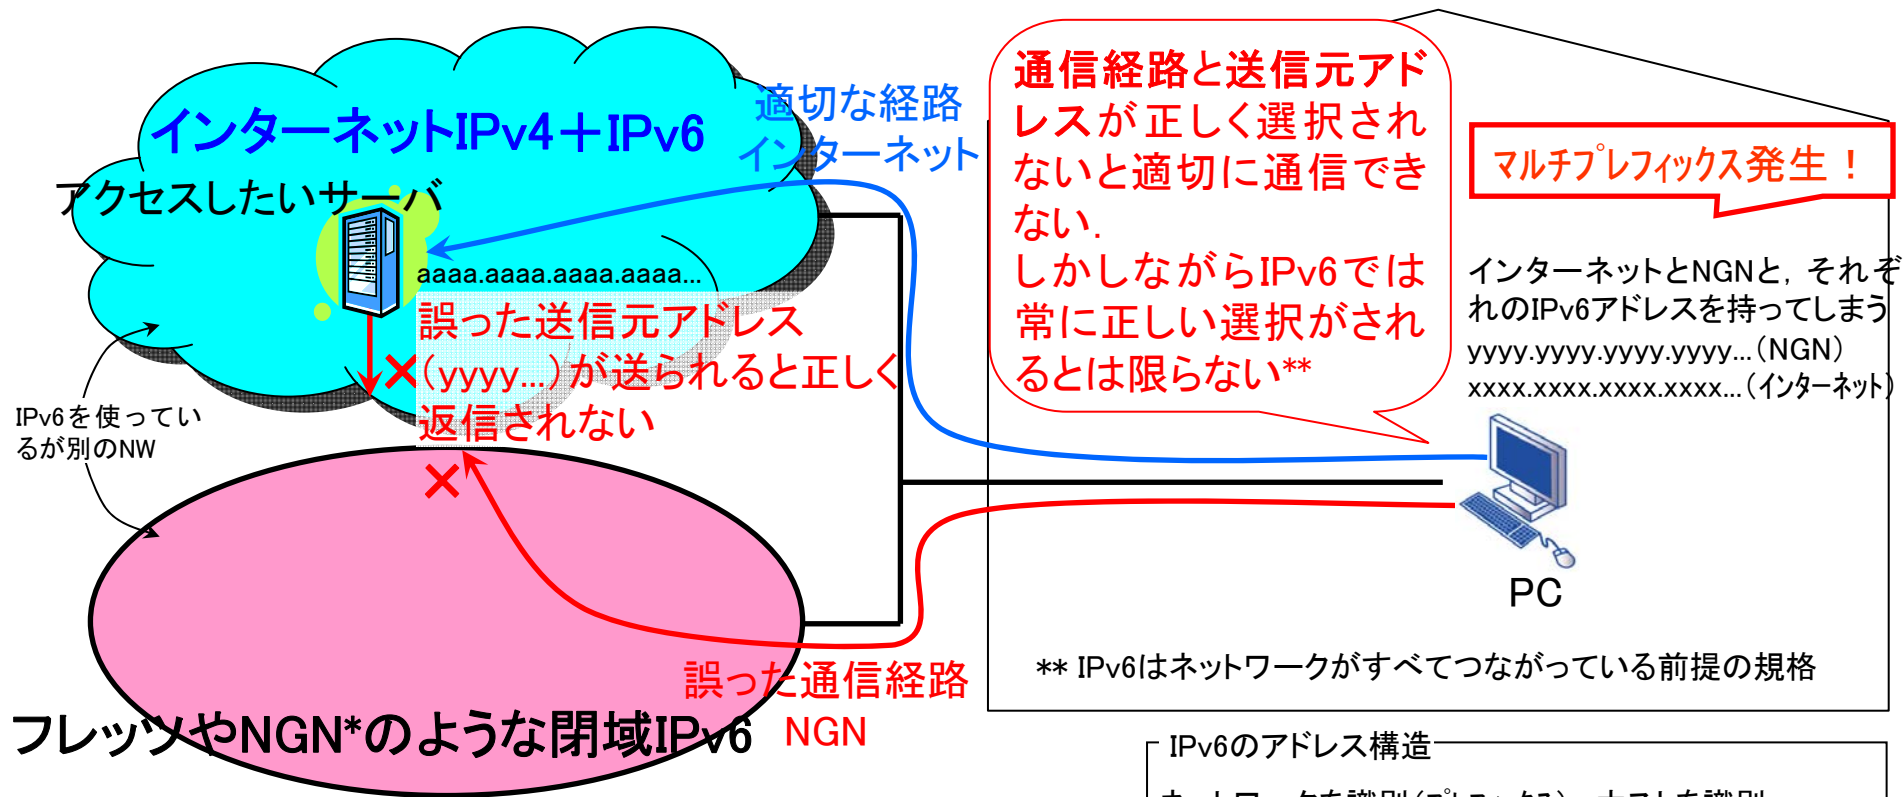 インターネットIPv4＋IPv6
アクセスしたいサーバ
aaaa.aaaa.aaaa.aaaa...
適切な経路
インターネット
誤った送信元アドレス
(yyyy...)が送られると正しく
返信されない
IPv6を使ってい
るが別のNW
誤った通信経路
NGN
フレッツやNGN*のような閉域IPv6
通信経路と送信元アド
レスが正しく選択され
ないと適切に通信でき
ない.
しかしながらIPv6では
常に正しい選択がされ
るとは限らない**
マルチプレフィックス発生！
インターネットとNGNと，それぞ
れのIPv6アドレスを持ってしまう
yyyy.yyyy.yyyy.yyyy...(NGN)
xxxx.xxxx.xxxx.xxxx...(インターネット)
PC
** IPv6はネットワークがすべてつながっている前提の規格
IPv6のアドレス構造